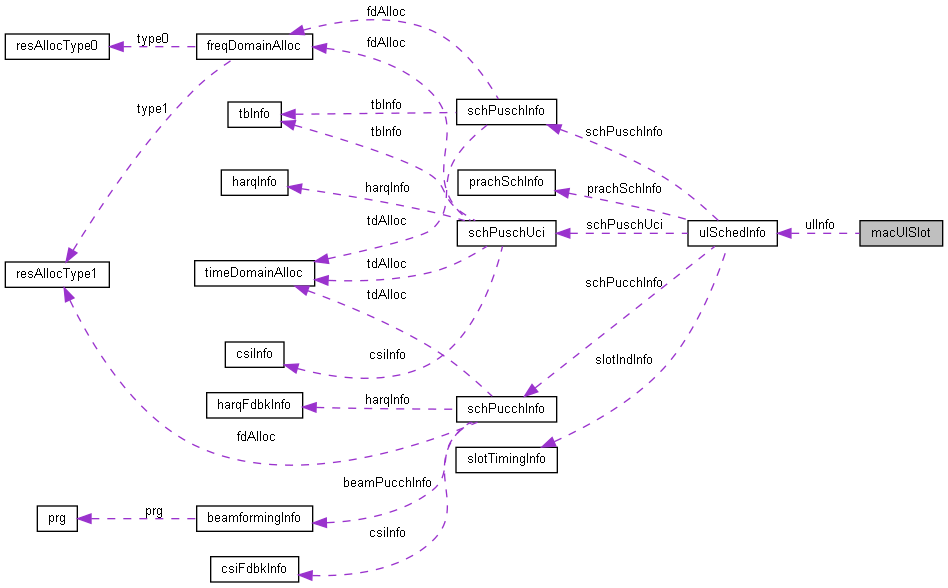 fdAlloc
resAllocType0
type0
freqDomainAlloc
fdAlloc
type1
tbInfo
tbInfo
schPuschInfo
tbInfo
schPuschInfo
harqInfo
harqInfo
prachSchInfo
prachSchInfo
tdAlloc
schPuschUci
schPuschUci
ulSchedInfo
ulInfo
macUlSlot
resAllocType1
timeDomainAlloc
tdAlloc
tdAlloc
schPucchInfo
csiInfo
csiInfo
slotIndInfo
harqFdbkInfo
harqInfo
schPucchInfo
fdAlloc
slotTimingInfo
beamPucchInfo
prg
prg
beamformingInfo
csiInfo
csiFdbkInfo